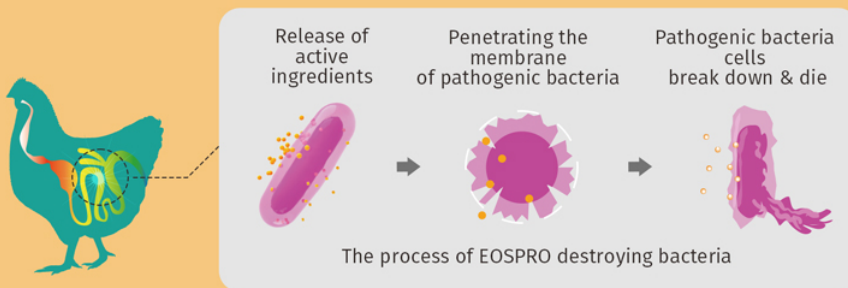 Release of
active
ingredients
Penetrating the
membrane
of pathogenic bacteria
Pathogenic bacteria
cells
break down & die
The process of EOSPRO destroying bacteria